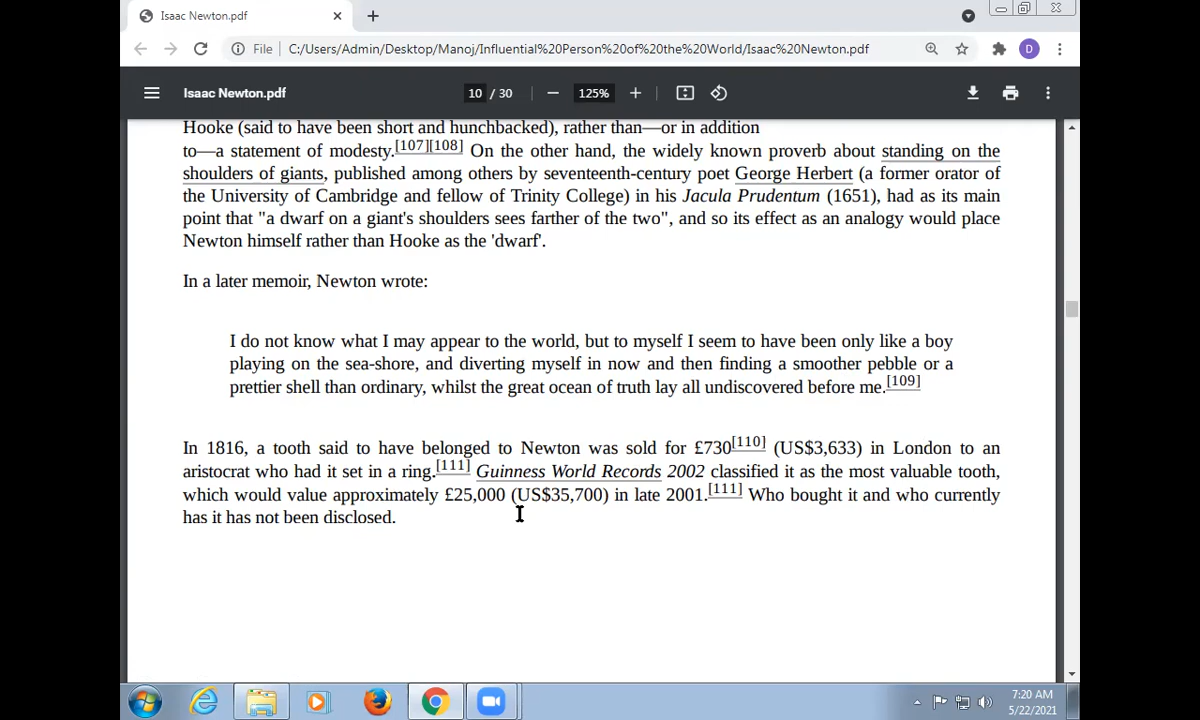 Isaac Newton.pdf
File | C:/Users/Admin/Desktop/Manoj/Influential%20Person%20of%20the%20World/Isaac%20Newton.pdf
D
Isaac Newton.pdf
10 / 30
125%
Hooke (said to have been short and hunchbacked), rather than—or in addition
to—a statement of modesty.[107][108] On the other hand, the widely known proverb about standing on the
shoulders of giants, published among others by seventeenth-century poet George Herbert (a former orator of
the University of Cambridge and fellow of Trinity College) in his Jacula Prudentum (1651), had as its main
point that "a dwarf on a giant's shoulders sees farther of the two", and so its effect as an analogy would place
Newton himself rather than Hooke as the 'dwarf'.
In a later memoir, Newton wrote:
I do not know what I may appear to the world, but to myself I seem to have been only like a boy
playing on the sea-shore, and diverting myself in now and then finding a smoother pebble or a
prettier shell than ordinary, whilst the great ocean of truth lay all undiscovered before me.[109]
In 1816, a tooth said to have belonged to Newton was sold for £730[110] (US$3,633) in London to an
aristocrat who had it set in a ring.[111] Guinness World Records 2002 classified it as the most valuable tooth,
which would value approximately £25,000 (US$35,700) in late 2001.[111] Who bought it and who currently
has it has not been disclosed.
7:20 AM
5/22/2021